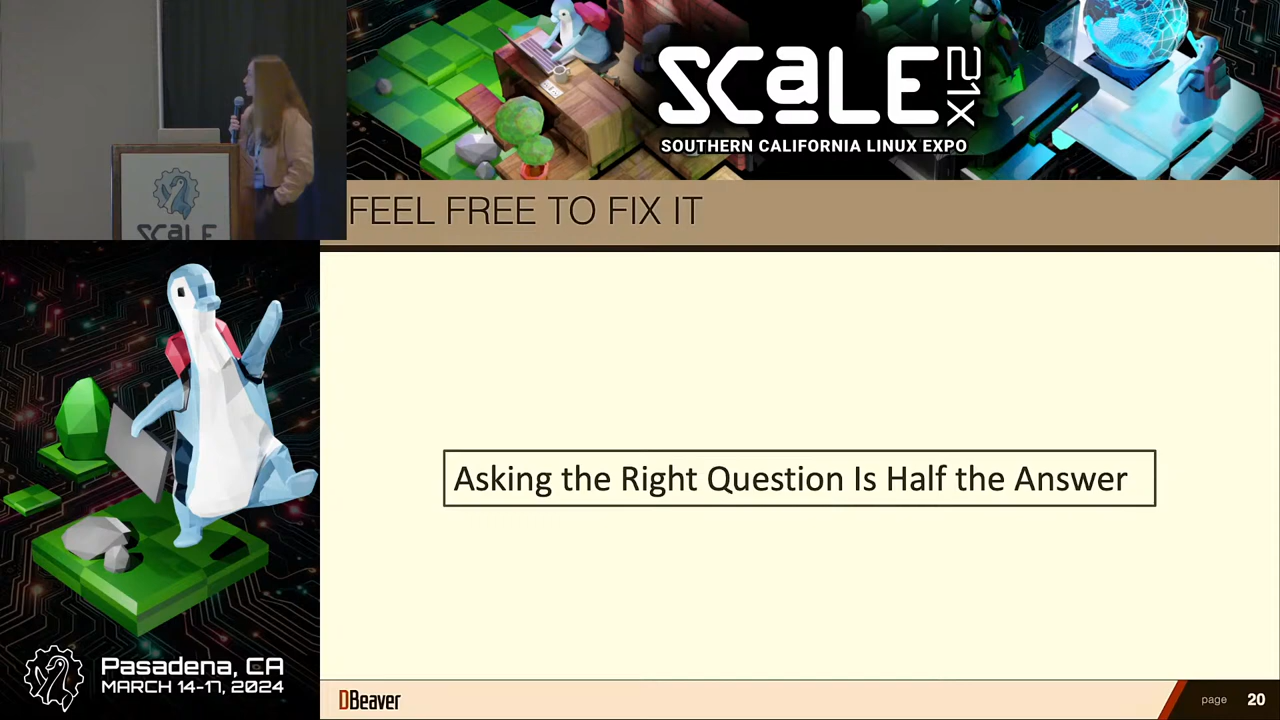 SCaLE 21X
SOUTHERN CALIFORNIA LINUX EXPO
SCALE
FEEL FREE TO FIX IT
Asking the Right Question Is Half the Answer
Pasadena, CA
MARCH 14-17, 2024
DBeaver
page 20